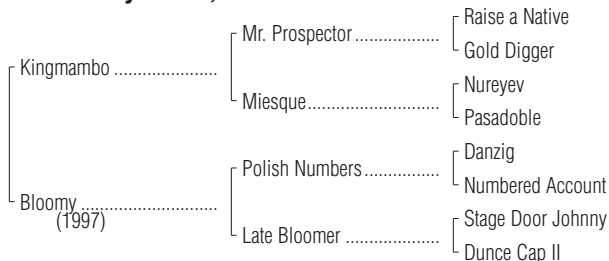 Raise a Native
Mr. Prospector ..................
Gold Digger
Kingmambo ......................
Nureyev
Miesque............................
Pasadoble
Danzig
Polish Numbers................
Numbered Account
Bloomy .............................
(1997)
Stage Door Johnny
Late Bloomer ....................
Dunce Cap II